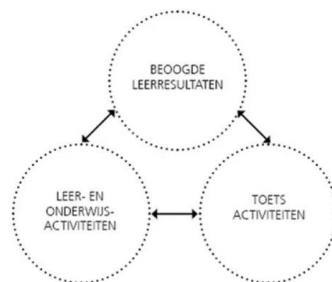 BEOOGDE
LEERRESULTATEN
LEER- EN
ONDERWIJS-
ACTIVITEITEN
TOETS
ACTIVITEITEN